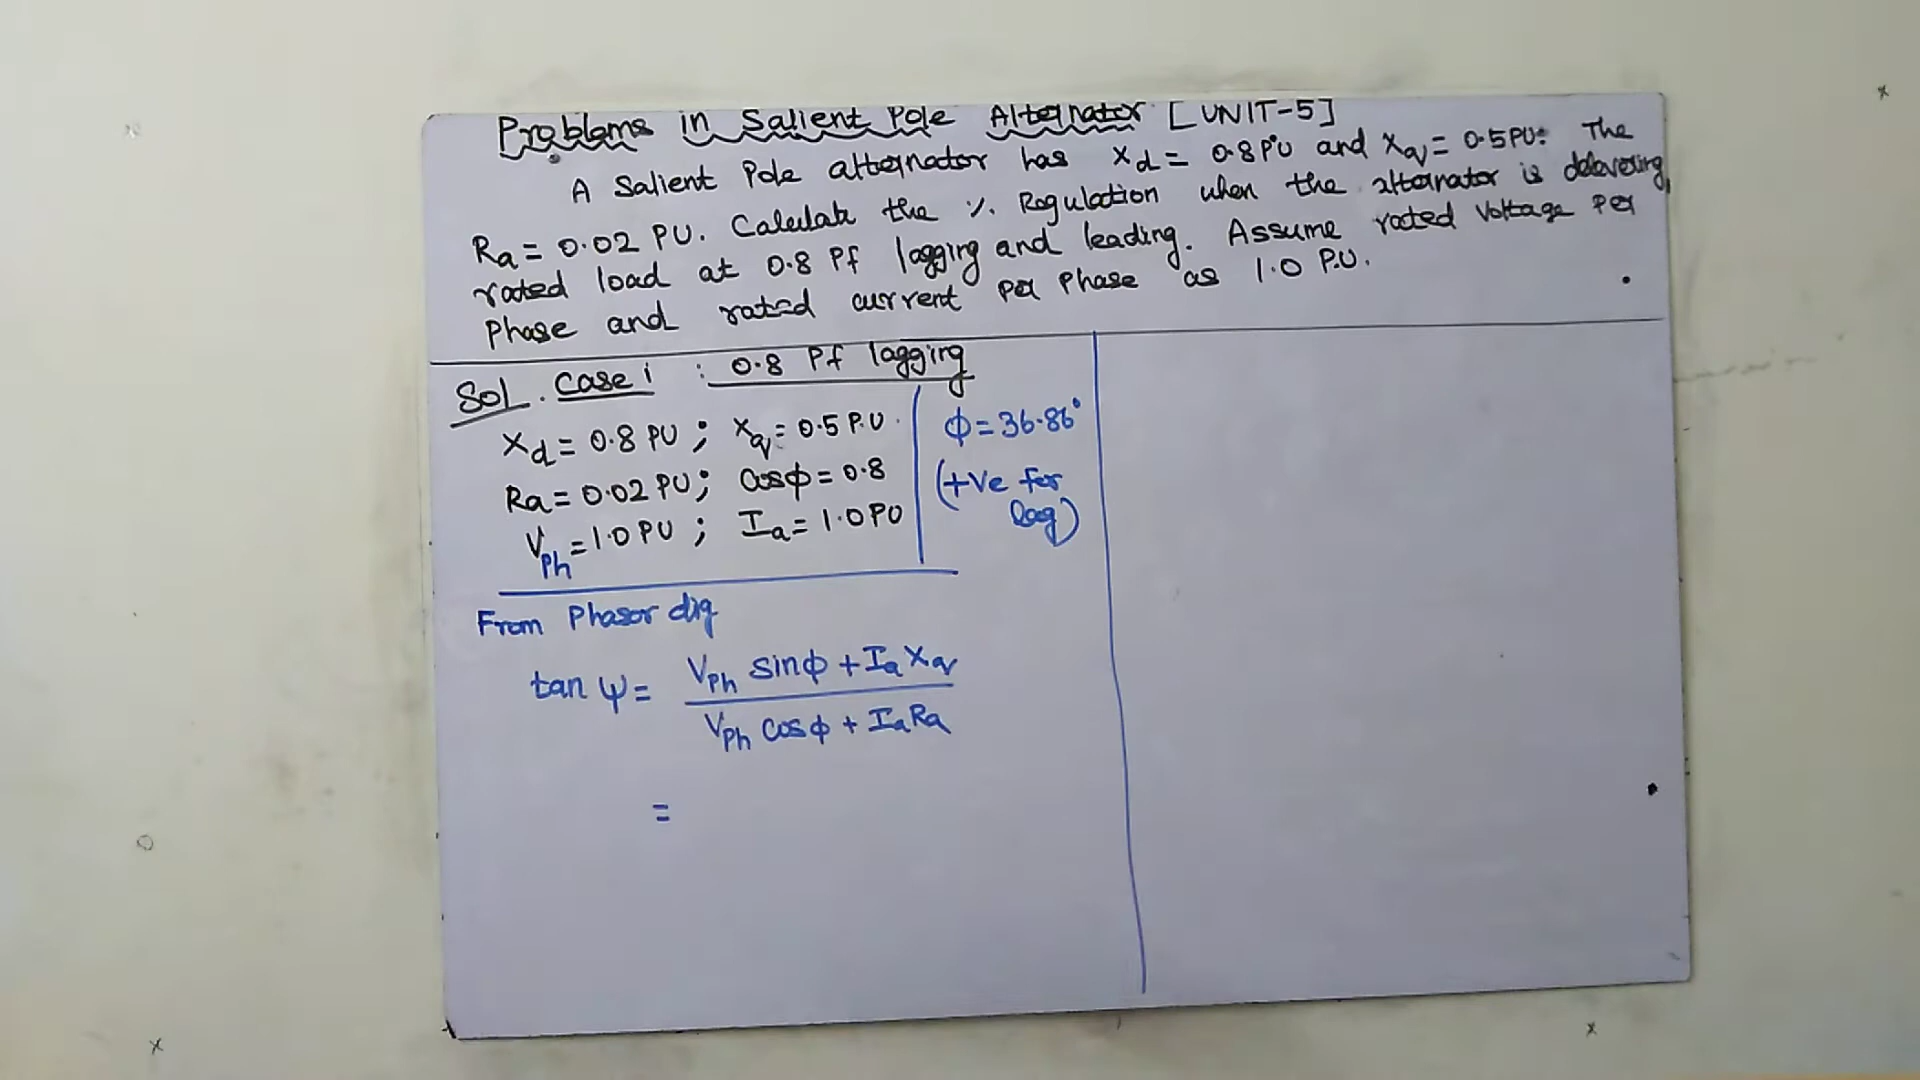 Problems in Salient Pole Alternator [UNIT-5]
A Salient Pole alternator has Xd = 0.8 PU and Xq = 0.5 PU. The
Ra = 0.02 PU. Calculate the %. Regulation when the alternator is delavering
rated load at 0.8 Pf lagging and leading. Assume rated Voltage per
Phase and rated current per Phase as 1.0 P.U.
Sol. Case 1 : 0.8 Pf lagging
Xd = 0.8 PU ; Xq = 0.5 P.U.
Ra = 0.02 PU; Cosϕ = 0.8
VPh = 1.0 PU ; Ia = 1.0 PU
ϕ = 36.86°
(+Ve for
lag)
From Phasor dig
tan ψ = VPh sinϕ + Ia Xq
VPh Cosϕ + Ia Ra
=